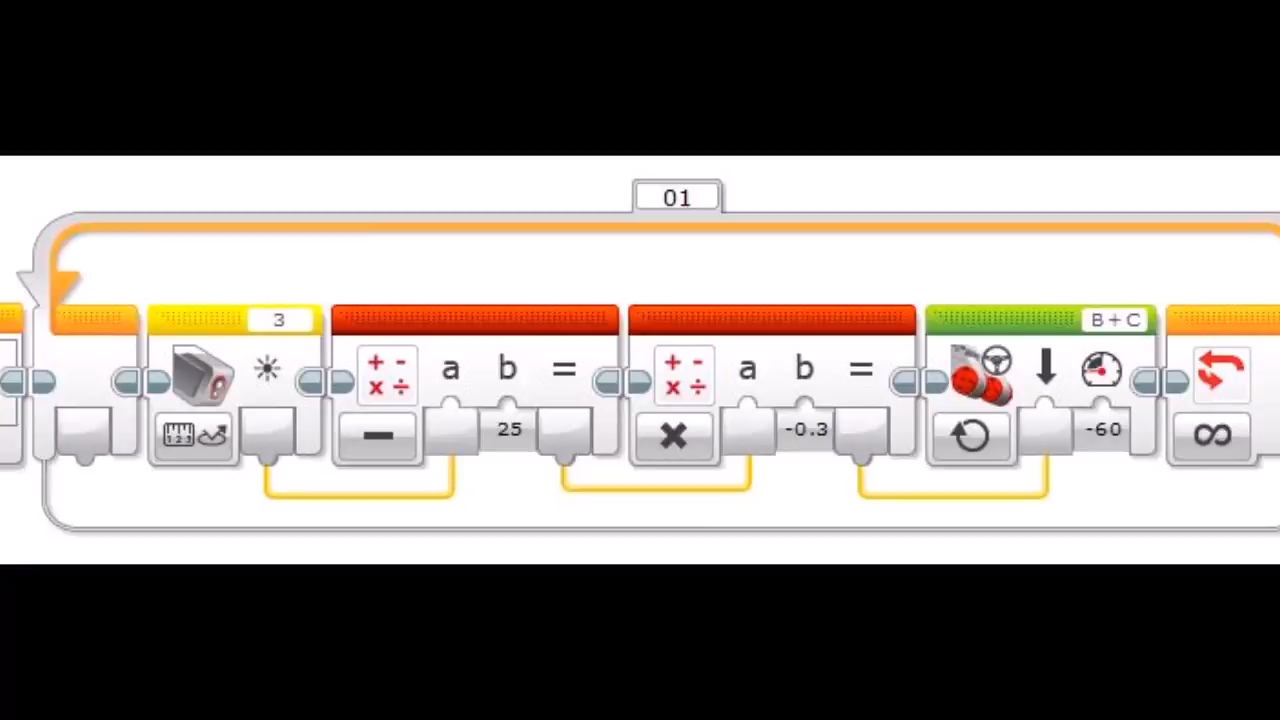 01
3
B + C
a b =
a b =
25
-0.3
-60